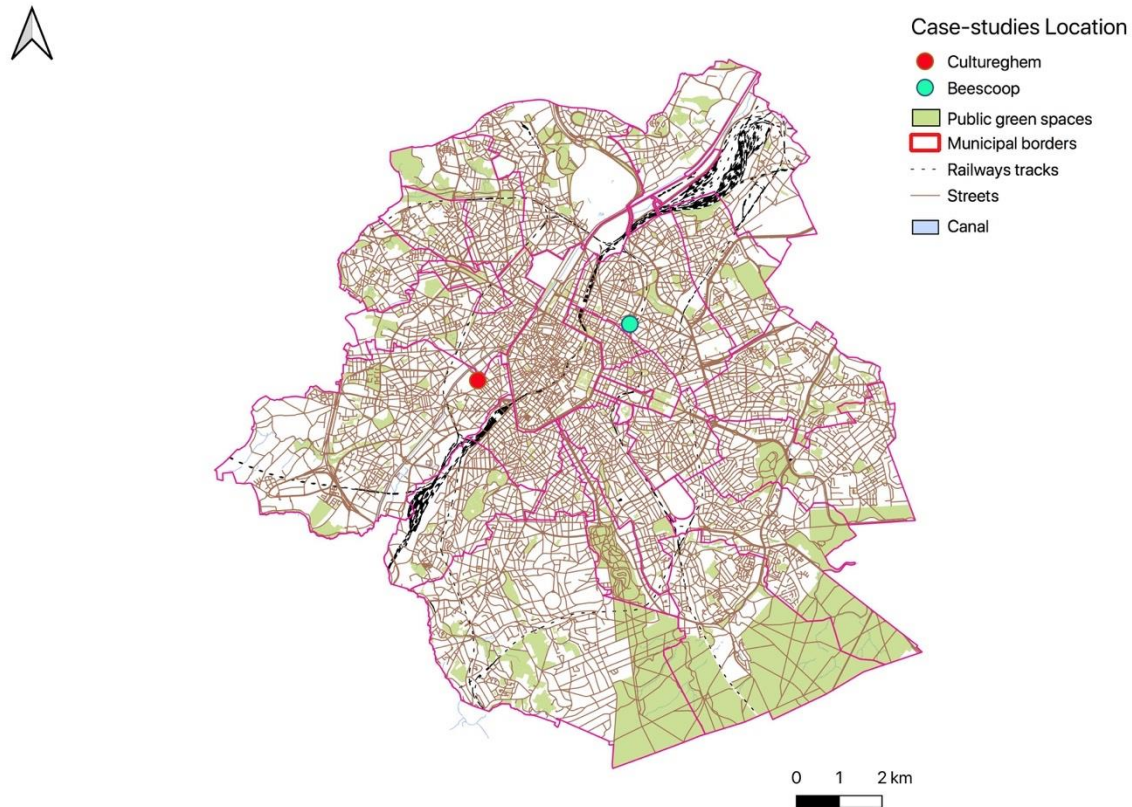 Case-studies Location
Cultureghem
Beescoop
Public green spaces
Municipal borders
Railways tracks
Streets
Canal
0 1 2 km